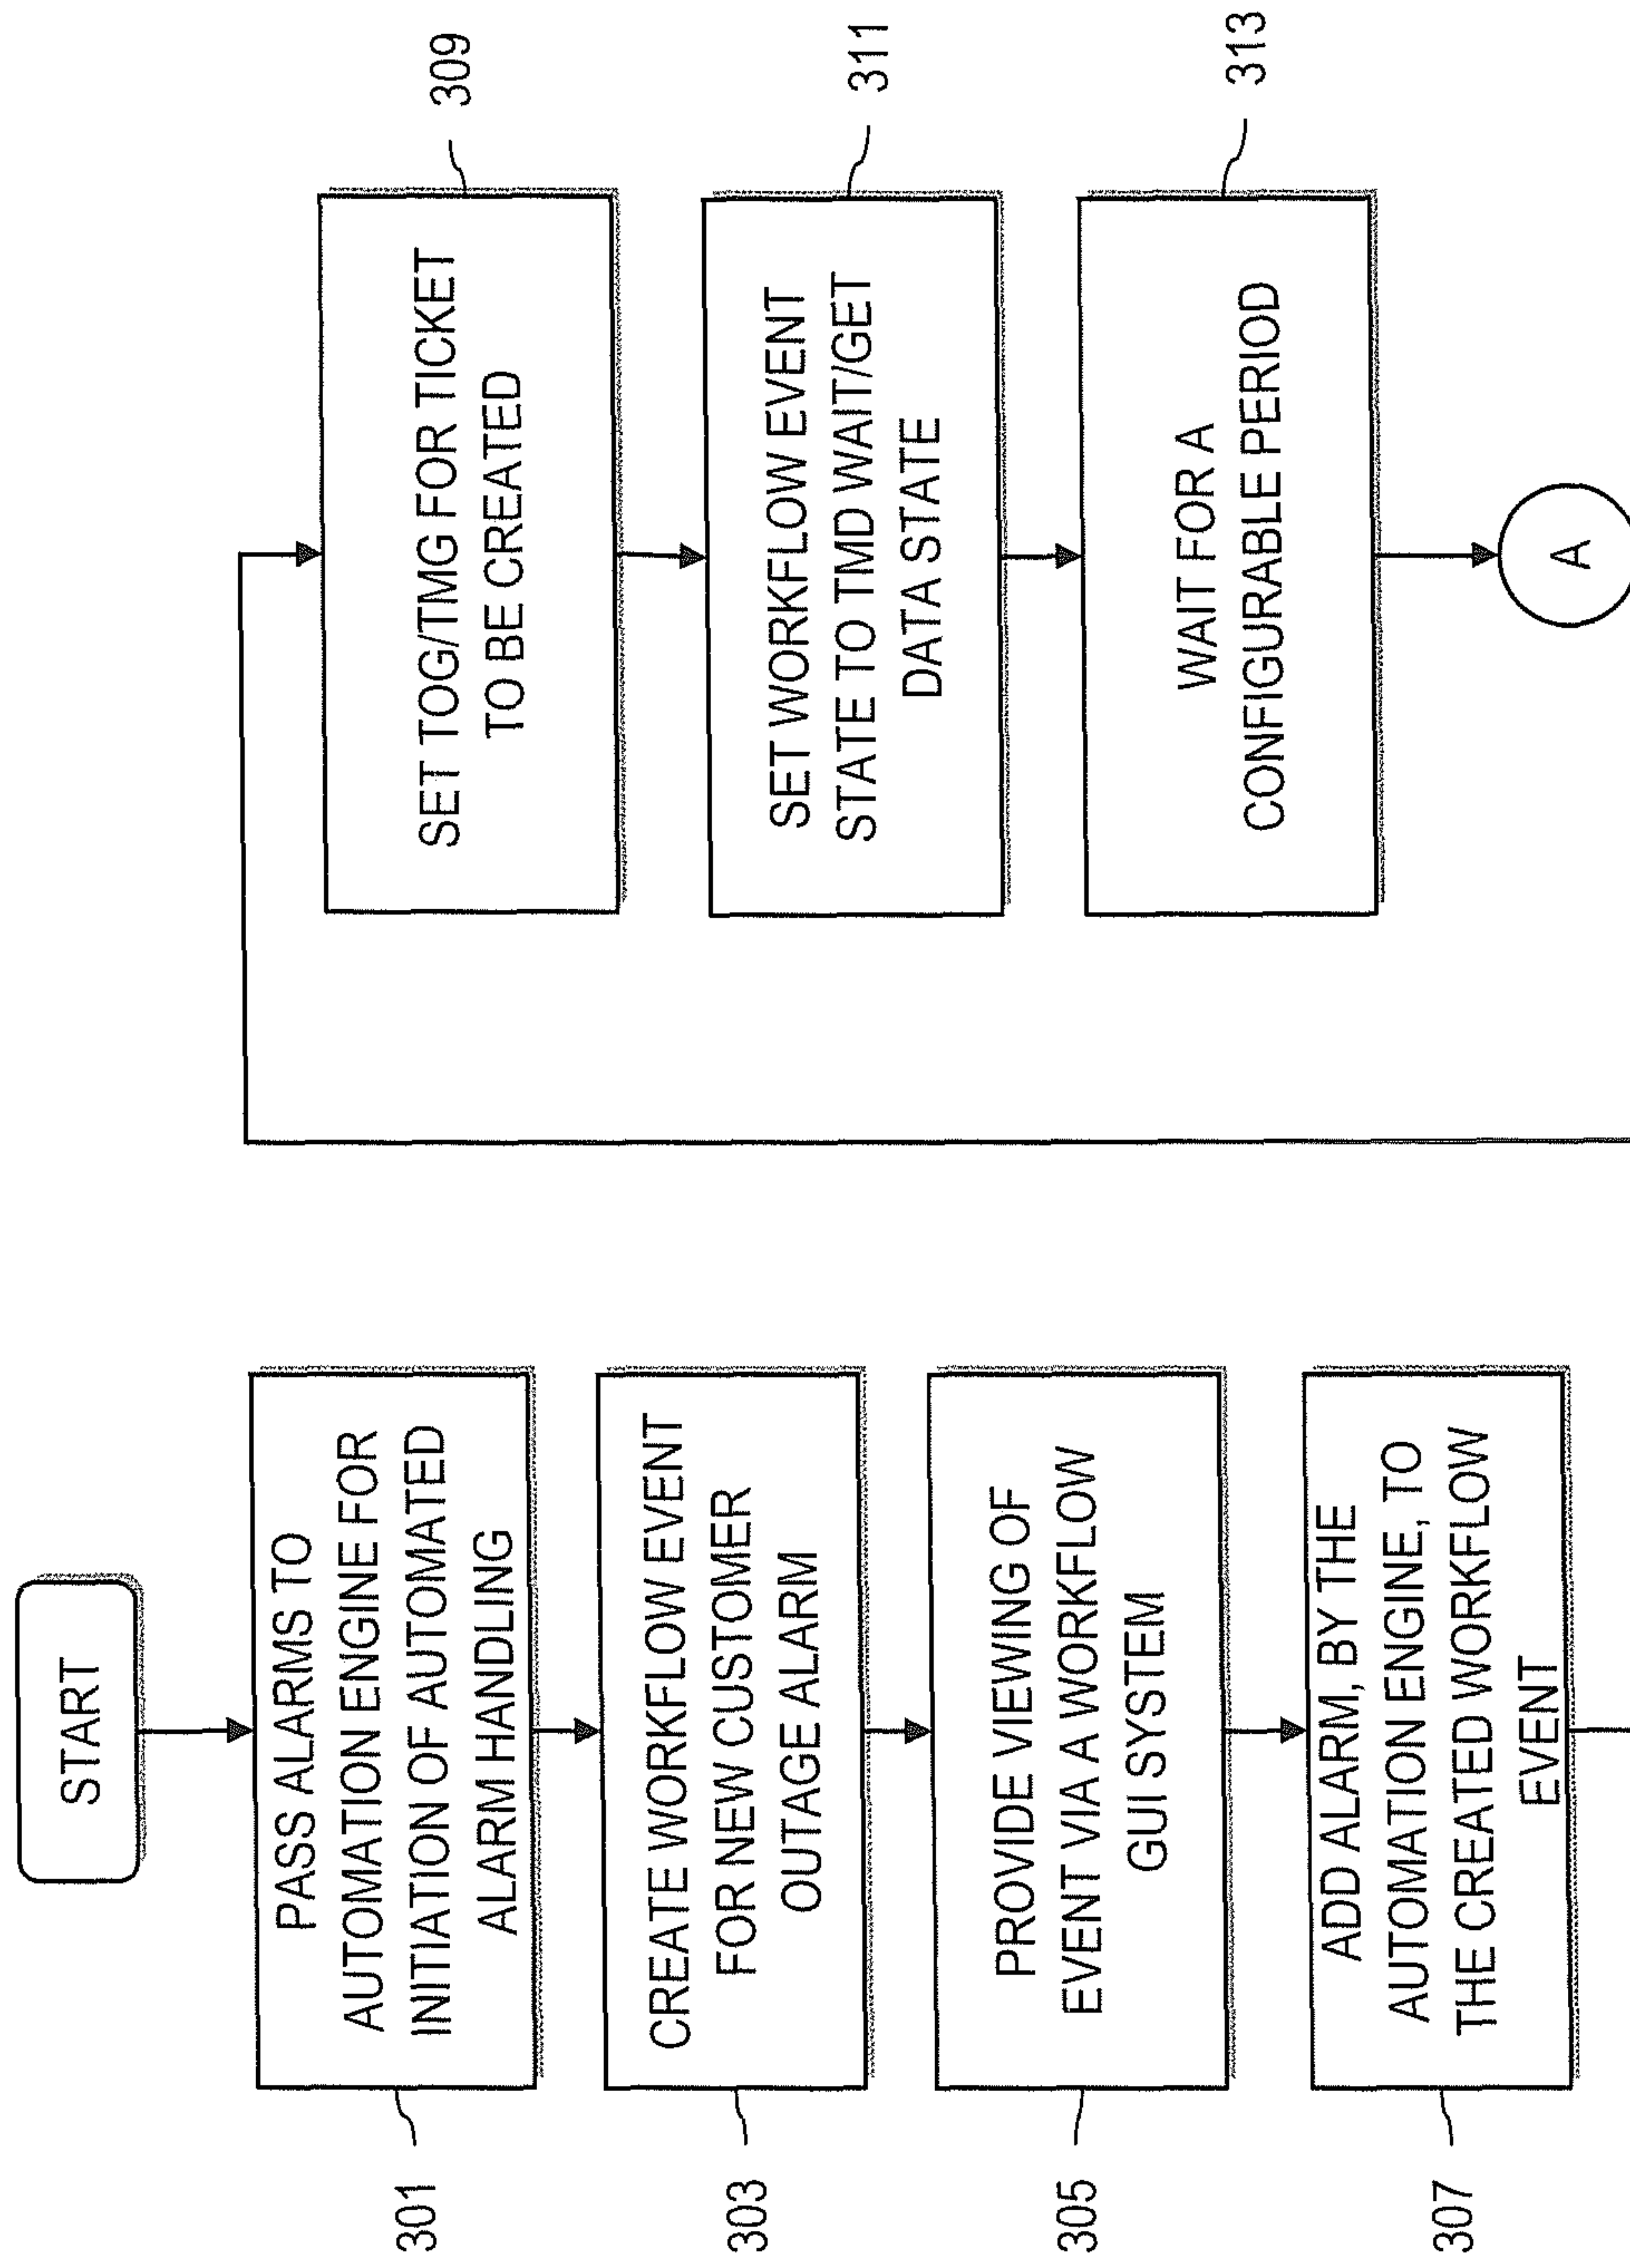 START
PASS ALARMS TO
AUTOMATION ENGINE FOR
INITIATION OF AUTOMATED
ALARM HANDLING
301
CREATE WORKFLOW EVENT
FOR NEW CUSTOMER
OUTAGE ALARM
303
PROVIDE VIEWING OF
EVENT VIA A WORKFLOW
GUI SYSTEM
305
ADD ALARM, BY THE
AUTOMATION ENGINE, TO
THE CREATED WORKFLOW
EVENT
307
SET TOG/TMG FOR TICKET
TO BE CREATED
309
SET WORKFLOW EVENT
STATE TO TMD WAIT/GET
DATA STATE
311
WAIT FOR A
CONFIGURABLE PERIOD
313
A